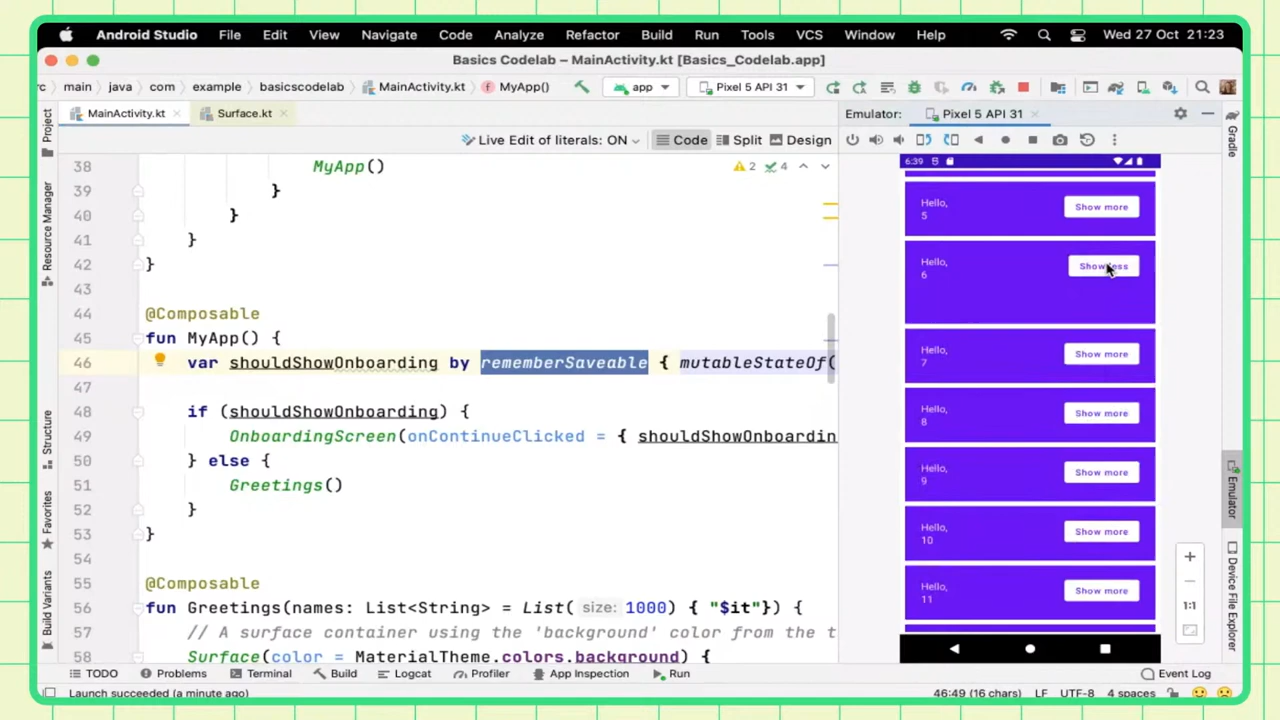 Android Studio File Edit View Navigate Code Analyze Refactor Build Run Tools VCS Window Help Wed 27 Oct 21:23
Basics Codelab – MainActivity.kt [Basics_Codelab.app]
main java com example basicscodelab MainActivity.kt MyApp() app Pixel 5 API 31
MainActivity.kt Surface.kt Emulator: Pixel 5 API 31
Live Edit of literals: ON Code Split Design
Project
Resource Manager
Structure
Favorites
Build Variants
38 MyApp() 2 4
39 }
40 }
41 }
42 }
43
44 @Composable
45 fun MyApp() {
46 var shouldShowOnboarding by rememberSaveable { mutableStateOf(
47
48 if (shouldShowOnboarding) {
49 OnboardingScreen(onContinueClicked = { shouldShowOnboardin
50 } else {
51 Greetings()
52 }
53 }
54
55 @Composable
56 fun Greetings(names: List<String> = List( size: 1000) { "$it"}) {
57 // A surface container using the 'background' color from the t
58 Surface(color = MaterialTheme.colors.background) {
6:39
Hello,
5
Show more
Hello,
6
Show less
Hello,
7
Show more
Hello,
8
Show more
Hello,
9
Show more
Hello,
10
Show more
Hello,
11
Show more
1:1
Gradle
Emulator
Device File Explorer
TODO Problems Terminal Build Logcat Profiler App Inspection Run Event Log
Launch succeeded (a minute ago) 46:49 (16 chars) LF UTF-8 4 spaces